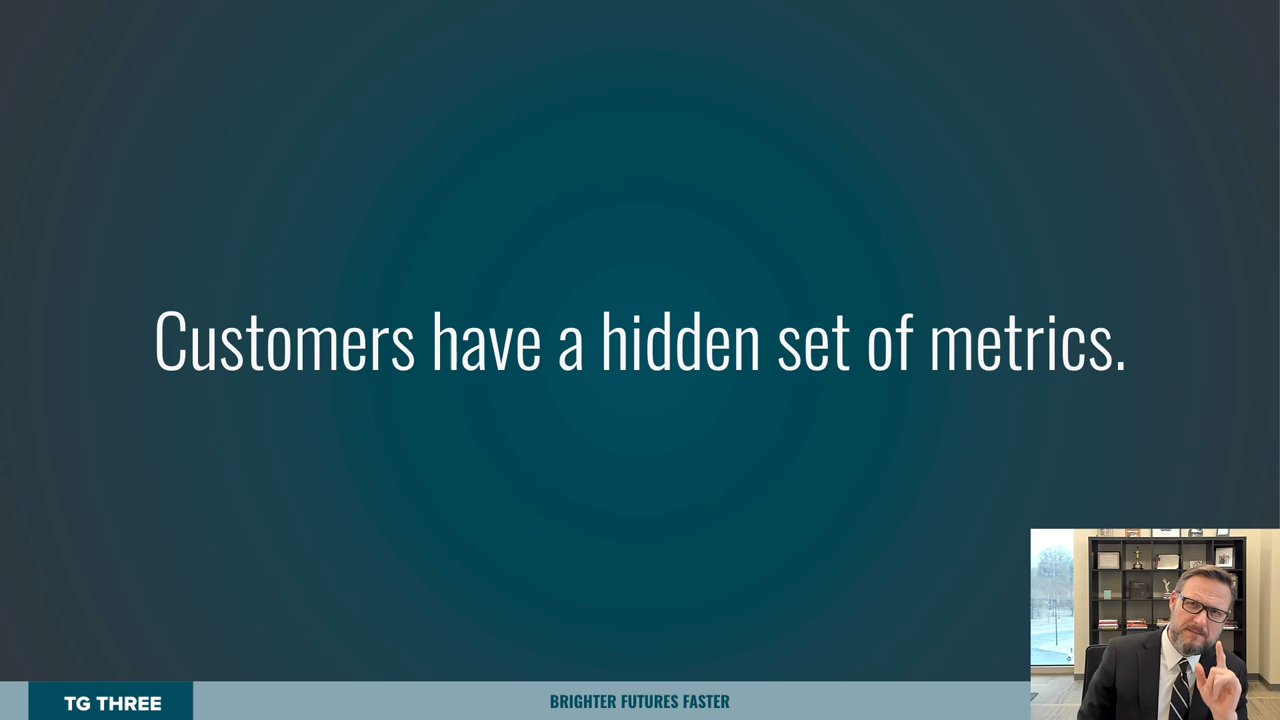 Customers have a hidden set of metrics.
TG THREE
BRIGHTER FUTURES FASTER